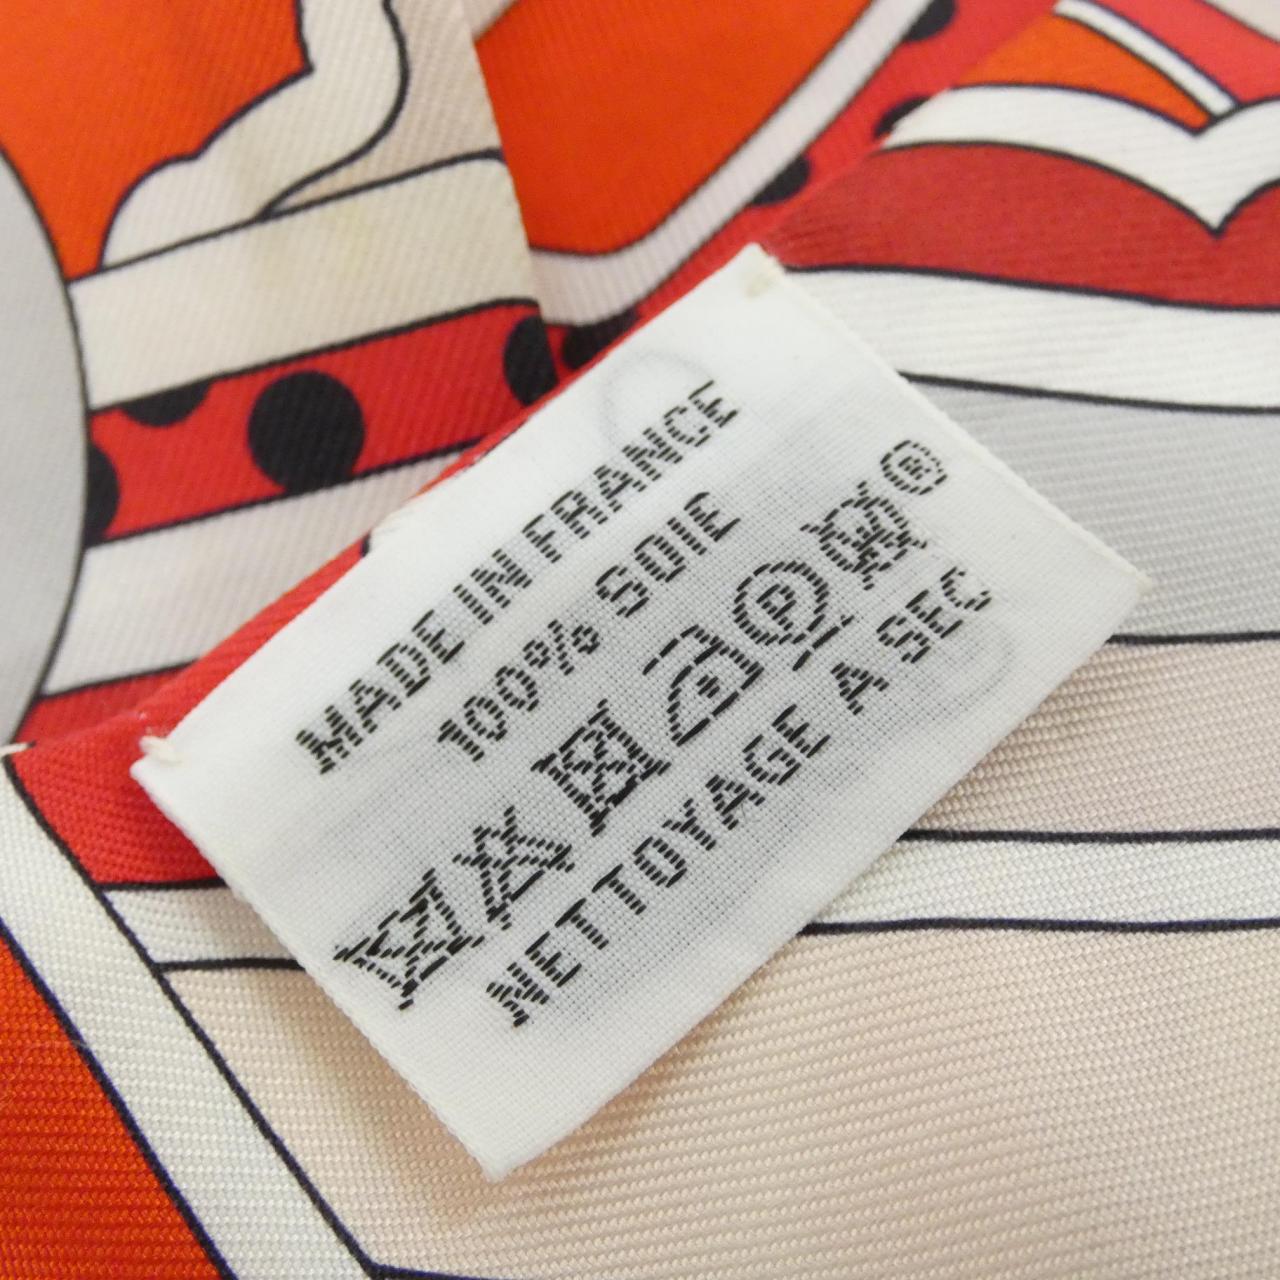 MADE IN FRANCE
100% SOIE
P ®
NETTOYAGE A SEC